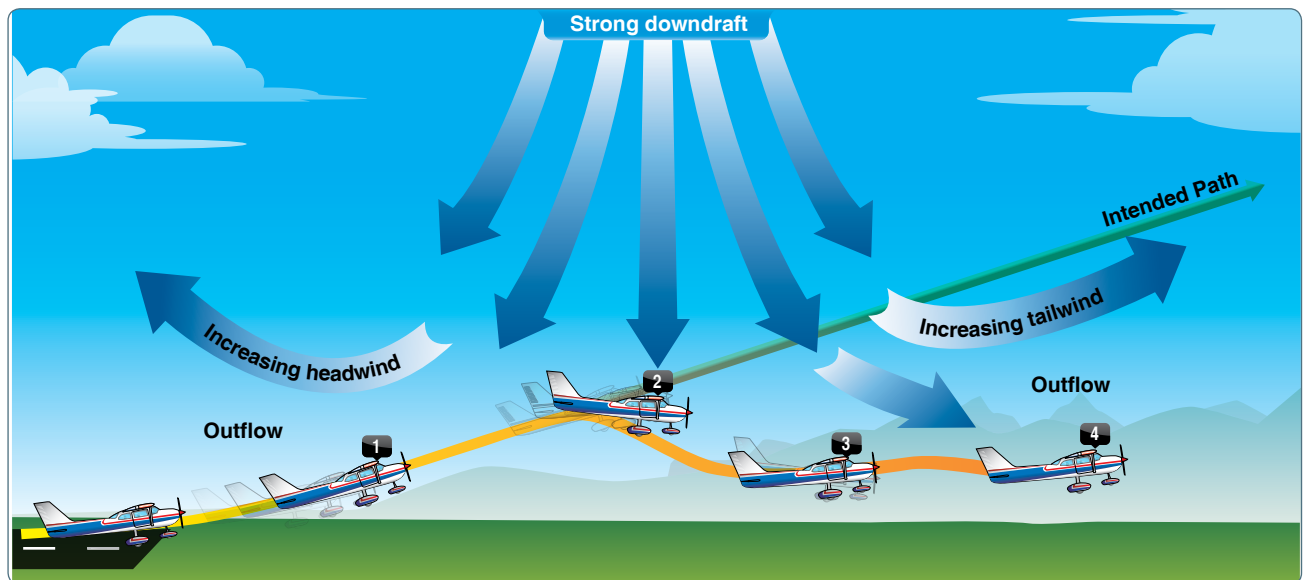 Strong downdraft
Intended Path
Increasing tailwind
Increasing headwind
Outflow
Outflow
1
2
3
4